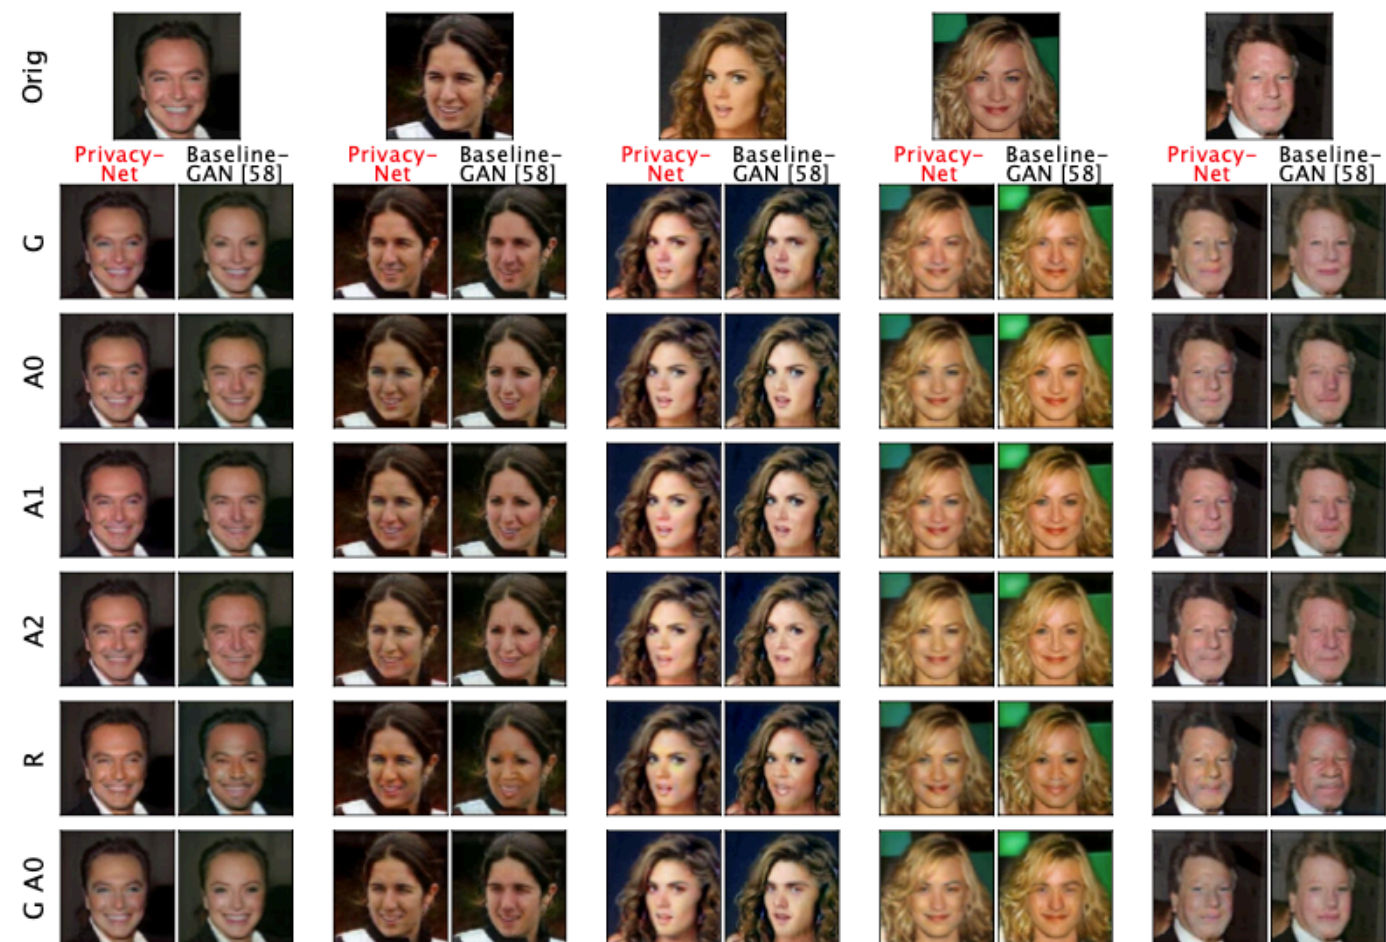 Orig
Privacy- Baseline- Privacy- Baseline- Privacy- Baseline- Privacy- Baseline- Privacy- Baseline-
Net GAN [58] Net GAN [58] Net GAN [58] Net GAN [58] Net GAN [58]
G
A0
A1
A2
R
G A0